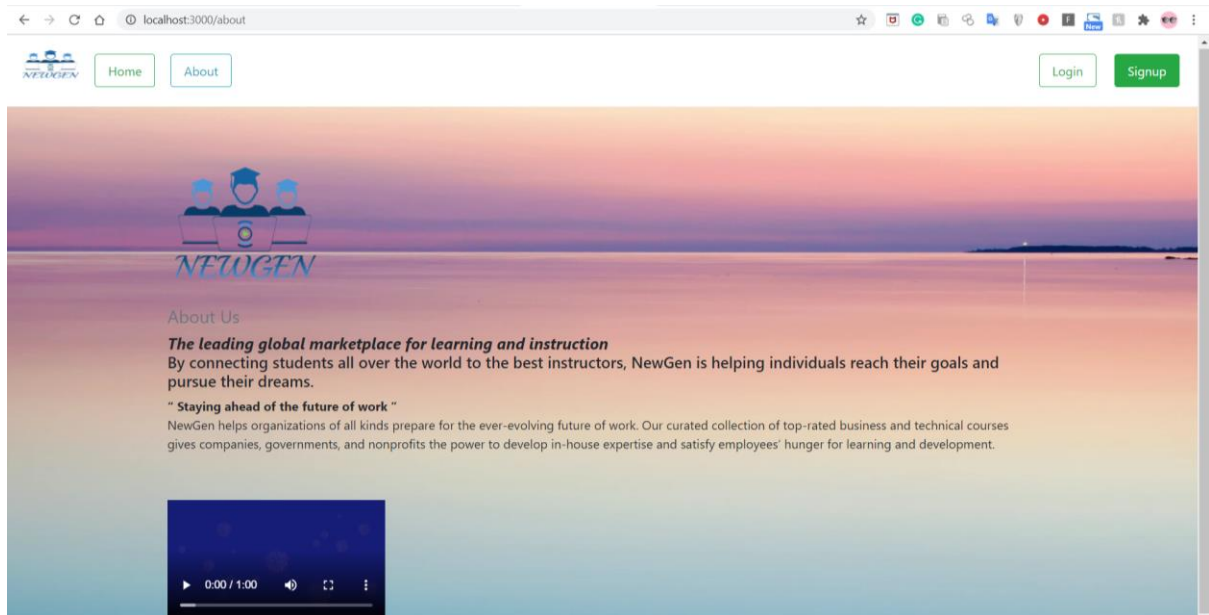 localhost:3000/about
New
NEWGEN
Home
About
Login
Signup
NEWGEN
About Us
The leading global marketplace for learning and instruction
By connecting students all over the world to the best instructors, NewGen is helping individuals reach their goals and
pursue their dreams.
“ Staying ahead of the future of work “
NewGen helps organizations of all kinds prepare for the ever-evolving future of work. Our curated collection of top-rated business and technical courses
gives companies, governments, and nonprofits the power to develop in-house expertise and satisfy employees’ hunger for learning and development.
0:00 / 1:00